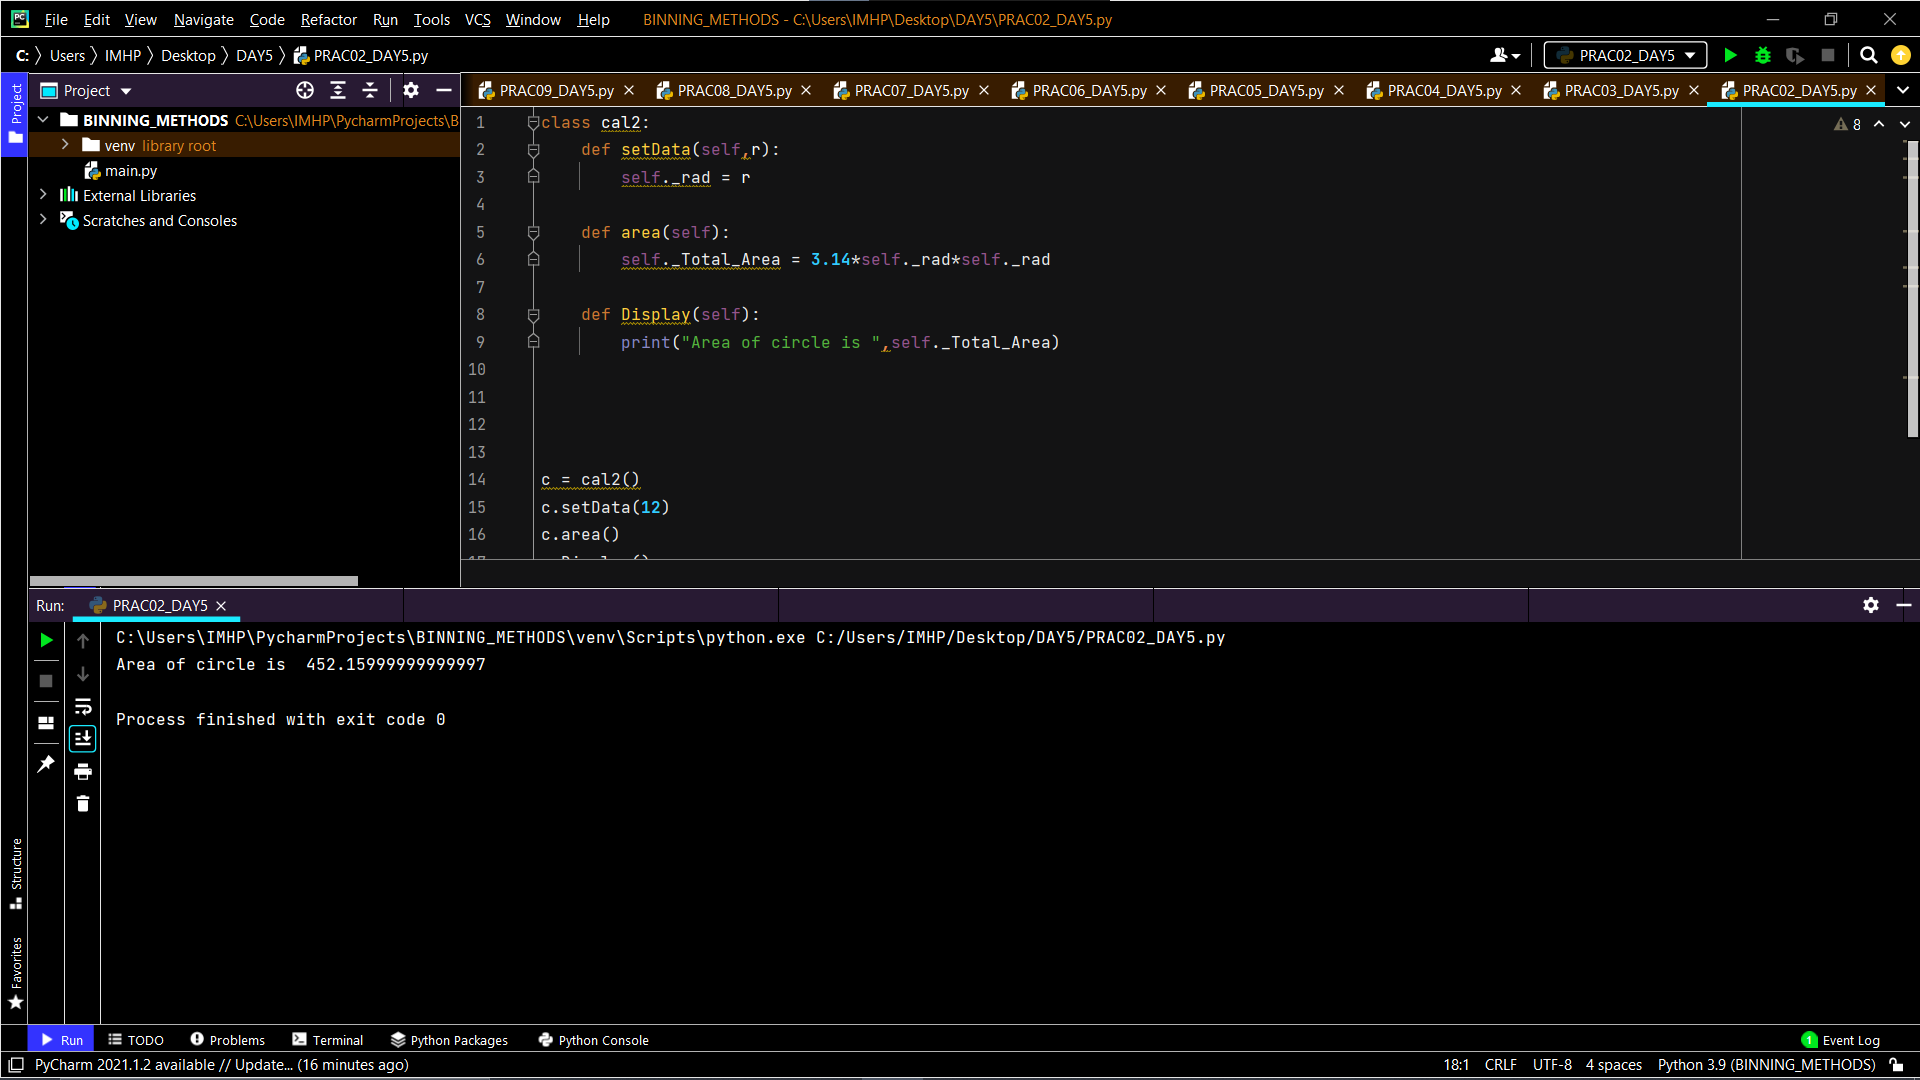 File Edit View Navigate Code Refactor Run Tools VCS Window Help BINNING_METHODS - C:\Users\IMHP\Desktop\DAY5\PRAC02_DAY5.py
C: Users IMHP Desktop DAY5 PRAC02_DAY5.py
PRAC02_DAY5
Project
Project
PRAC09_DAY5.py PRAC08_DAY5.py PRAC07_DAY5.py PRAC06_DAY5.py PRAC05_DAY5.py PRAC04_DAY5.py PRAC03_DAY5.py PRAC02_DAY5.py
BINNING_METHODS C:\Users\IMHP\PycharmProjects\B
venv library root
main.py
External Libraries
Scratches and Consoles
8
1 class cal2:
2 def setData(self,r):
3 self._rad = r
4
5 def area(self):
6 self._Total_Area = 3.14*self._rad*self._rad
7
8 def Display(self):
9 print("Area of circle is ",self._Total_Area)
10
11
12
13
14 c = cal2()
15 c.setData(12)
16 c.area()
Run: PRAC02_DAY5
C:\Users\IMHP\PycharmProjects\BINNING_METHODS\venv\Scripts\python.exe C:/Users/IMHP/Desktop/DAY5/PRAC02_DAY5.py
Area of circle is  452.15999999999997
Process finished with exit code 0
Structure
Favorites
Run TODO Problems Terminal Python Packages Python Console 1 Event Log
PyCharm 2021.1.2 available // Update... (16 minutes ago) 18:1 CRLF UTF-8 4 spaces Python 3.9 (BINNING_METHODS)